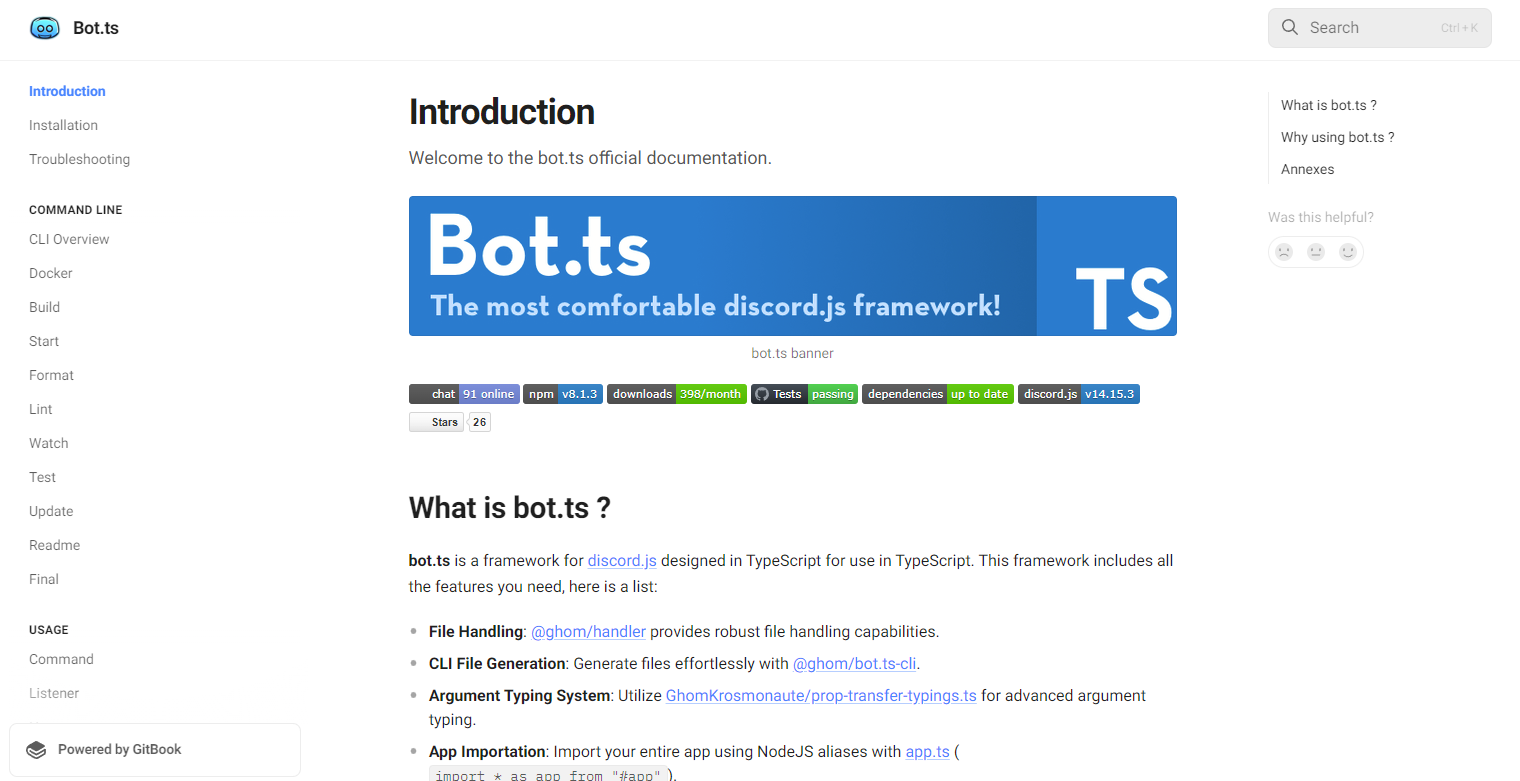 Bot.ts
Search
Ctrl + K
Introduction
Installation
Troubleshooting
COMMAND LINE
CLI Overview
Docker
Build
Start
Format
Lint
Watch
Test
Update
Readme
Final
USAGE
Command
Listener
Powered by GitBook
Introduction
Welcome to the bot.ts official documentation.
Bot.ts
The most comfortable discord.js framework!
TS
bot.ts banner
chat 91 online npm v8.1.3 downloads 398/month Tests passing dependencies up to date discord.js v14.15.3
Stars 26
What is bot.ts ?
bot.ts is a framework for discord.js designed in TypeScript for use in TypeScript. This framework includes all
the features you need, here is a list:
File Handling: @ghom/handler provides robust file handling capabilities.
CLI File Generation: Generate files effortlessly with @ghom/bot.ts-cli.
Argument Typing System: Utilize GhomKrosmonaute/prop-transfer-typings.ts for advanced argument
typing.
App Importation: Import your entire app using NodeJS aliases with app.ts (
import * as app from "#app" ).
What is bot.ts ?
Why using bot.ts ?
Annexes
Was this helpful?